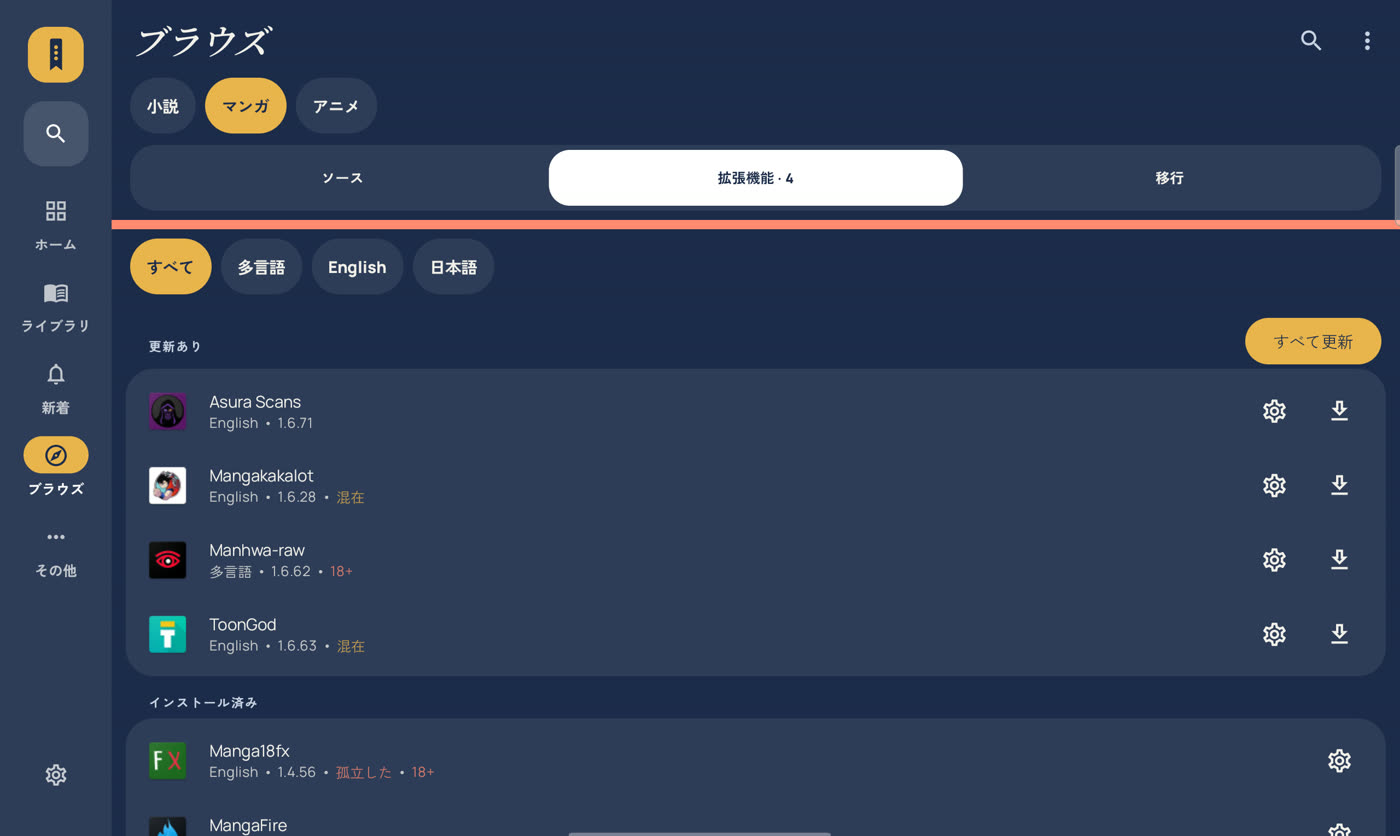 ブラウズ
小説
マンガ
アニメ
ソース
拡張機能 · 4
移行
ホーム
ライブラリ
新着
ブラウズ
その他
すべて
多言語
English
日本語
更新あり
すべて更新
Asura Scans
English • 1.6.71
Mangakakalot
English • 1.6.28 • 混在
Manhwa-raw
多言語 • 1.6.62 • 18+
ToonGod
English • 1.6.63 • 混在
インストール済み
FX
Manga18fx
English • 1.4.56 • 孤立した • 18+
MangaFire